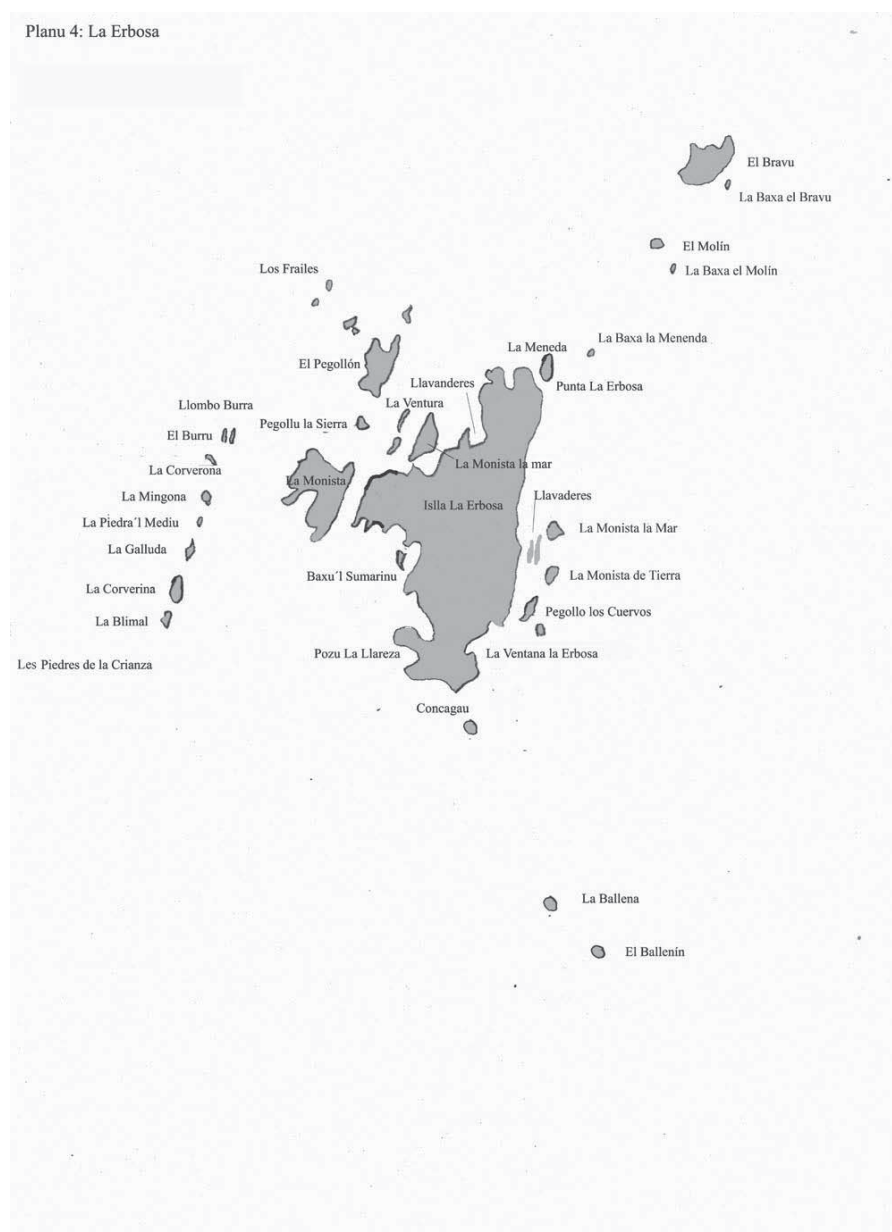 Planu 4: La Erbosa
El Bravu
La Baxa el Bravu
El Molín
La Baxa el Molín
Los Frailes
La Baxa la Menenda
La Meneda
El Pegollón
Punta La Erbosa
Llavanderes
La Ventura
Llombo Burra
Pegollu la Sierra
El Burru
La Monista la mar
La Corverona
La Monista
La Mingona
Llavaderes
Islla La Erbosa
La Piedra´l Mediu
La Monista la Mar
La Galluda
Baxu´l Sumarinu
La Monista de Tierra
La Corverina
Pegollo los Cuervos
La Blimal
Pozu La Llareza
La Ventana la Erbosa
Les Piedres de la Crianza
Concagau
La Ballena
El Ballenín